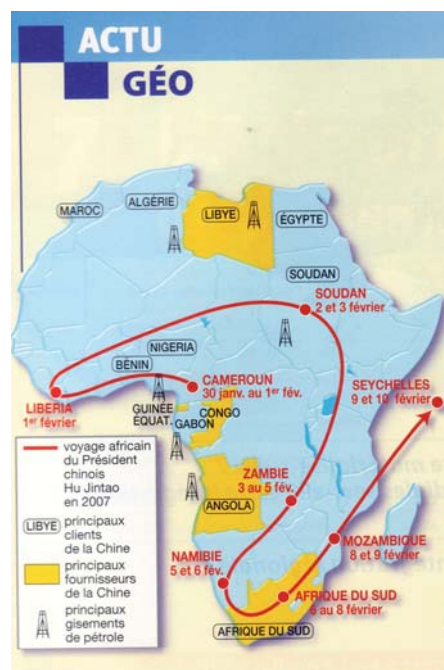 ACTU
GÉO
MAROC
ALGÉRIE
LIBYE
ÉGYPTE
SOUDAN
SOUDAN
2 et 3 février
NIGERIA
BÉNIN
CAMEROUN
30 janv. au 1er fév.
LIBERIA
1er février
GUINÉE
ÉQUAT.
GABON
CONGO
SEYCHELLES
9 et 10 février
ZAMBIE
3 au 5 fév.
ANGOLA
NAMIBIE
5 et 6 fév.
MOZAMBIQUE
8 et 9 février
AFRIQUE DU SUD
6 au 8 février
AFRIQUE DU SUD
voyage africain
du Président
chinois
Hu Jintao
en 2007
LIBYE
principaux
clients
de la Chine
principaux
fournisseurs
de la Chine
principaux
gisements
de pétrole